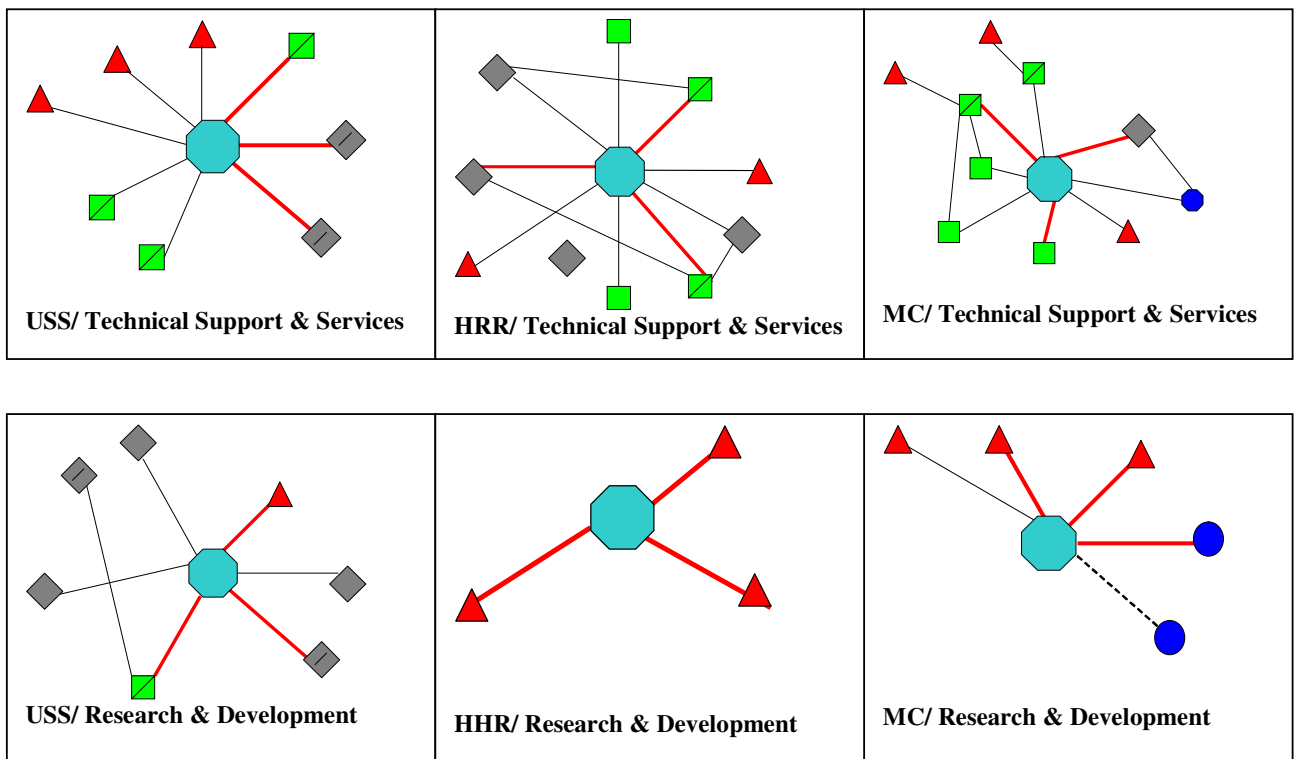 USS/ Technical Support & Services
HRR/ Technical Support & Services
MC/ Technical Support & Services
USS/ Research & Development
HHR/ Research & Development
MC/ Research & Development